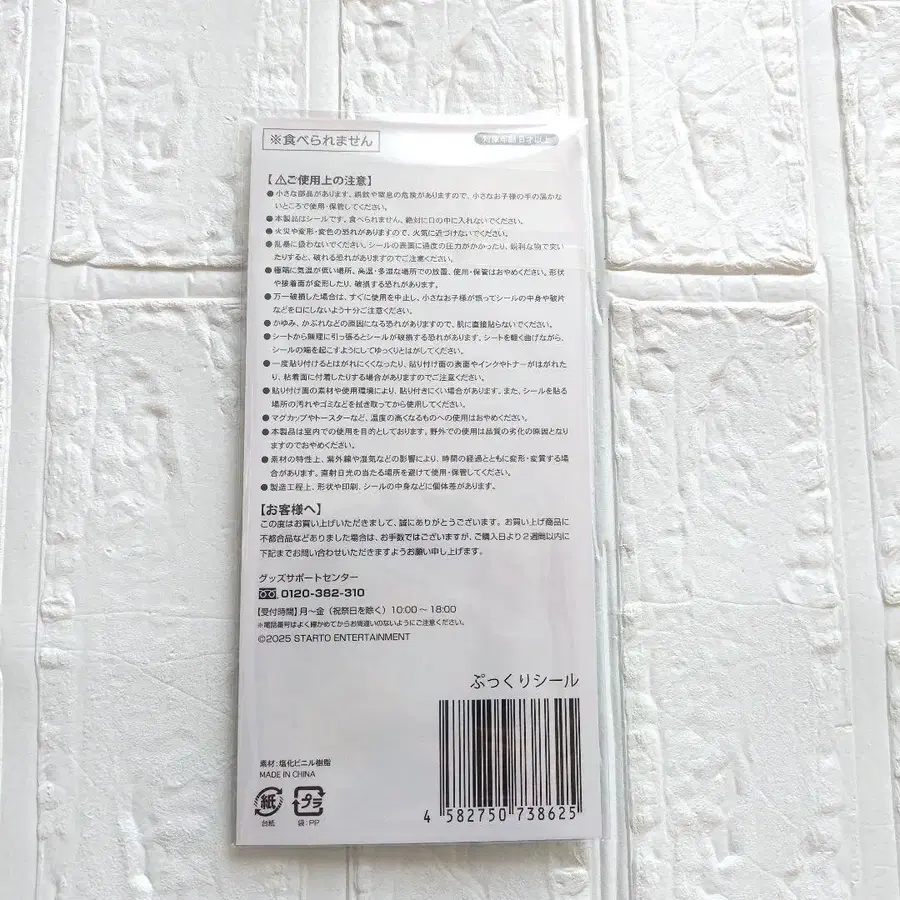 ※食べられません
対象年齢8才以上
【⚠ご使用上の注意】
●小さな部品があります。誤飲や窒息の危険がありますので、小さなお子様の手の届かな
いところで使用・保管してください。
●本製品はシールです。食べられません、絶対に口の中に入れないでください。
●火災や変形・変色の恐れがありますので、火気に近づけないでください。
●乱暴に扱わないでください。シールの表面に過度の圧力がかかったり、鋭利な物で突い
たりすると、破れる恐れがありますのでご注意ください。
●極端に気温が低い場所、高温・多湿な場所での放置、使用・保管はおやめください。形状
や接着面が変形したり、破損する恐れがあります。
●万一破損した場合は、すぐに使用を中止し、小さなお子様が誤ってシールの中身や破片
などを口にしないよう十分ご注意ください。
●かゆみ、かぶれなどの原因になる恐れがありますので、肌に直接貼らないでください。
●シートから無理に引っ張るとシールが破損する恐れがあります。シートを軽く曲げながら、
シールの端を起こすようにしてゆっくりとはがしてください。
●一度貼り付けるとはがれにくくなったり、貼り付け面の表面やインクやトナーがはがれ
たり、粘着面に付着したりする場合がありますのでご注意ください。
●貼り付け面の素材や使用環境により、貼り付きにくい場合があります。また、シールを貼る
場所の汚れやゴミなどを拭き取ってから使用してください。
●マグカップやトースターなど、温度の高くなるものへの使用はおやめください。
●本製品は室内での使用を目的としております。野外での使用は品質の劣化の原因となり
ますのでおやめください。
●素材の特性上、紫外線や湿気などの影響により、時間の経過とともに変形・変質する場
合があります。直射日光の当たる場所を避けて使用・保管してください。
●製造工程上、形状や印刷、シールの中身などに個体差があります。
【お客様へ】
この度はお買い上げいただきまして、誠にありがとうございます。お買い上げ商品に
不都合品などありました場合は、お手数ではございますが、ご購入日より2週間以内に
下記までお問い合わせいただきますようお願い申し上げます。
グッズサポートセンター
0120-382-310
【受付時間】月〜金（祝祭日を除く）10:00〜18:00
※電話番号はよく確かめてからお間違いのないようにご注意ください。
©2025 STARTO ENTERTAINMENT
ぷっくりシール
素材:塩化ビニル樹脂
MADE IN CHINA
紙
台紙
プラ
袋:PP
4 582750 738625